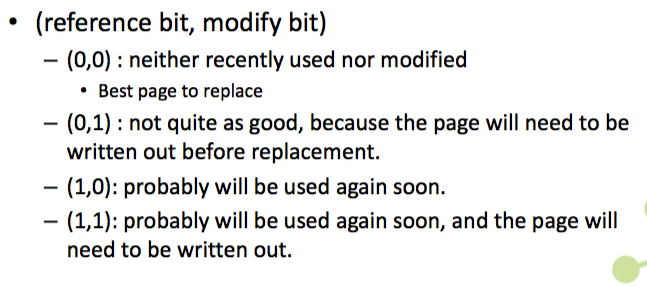 • (reference bit, modify bit)
– (0,0) : neither recently used nor modified
• Best page to replace
– (0,1) : not quite as good, because the page will need to be
written out before replacement.
– (1,0): probably will be used again soon.
– (1,1): probably will be used again soon, and the page will
need to be written out.